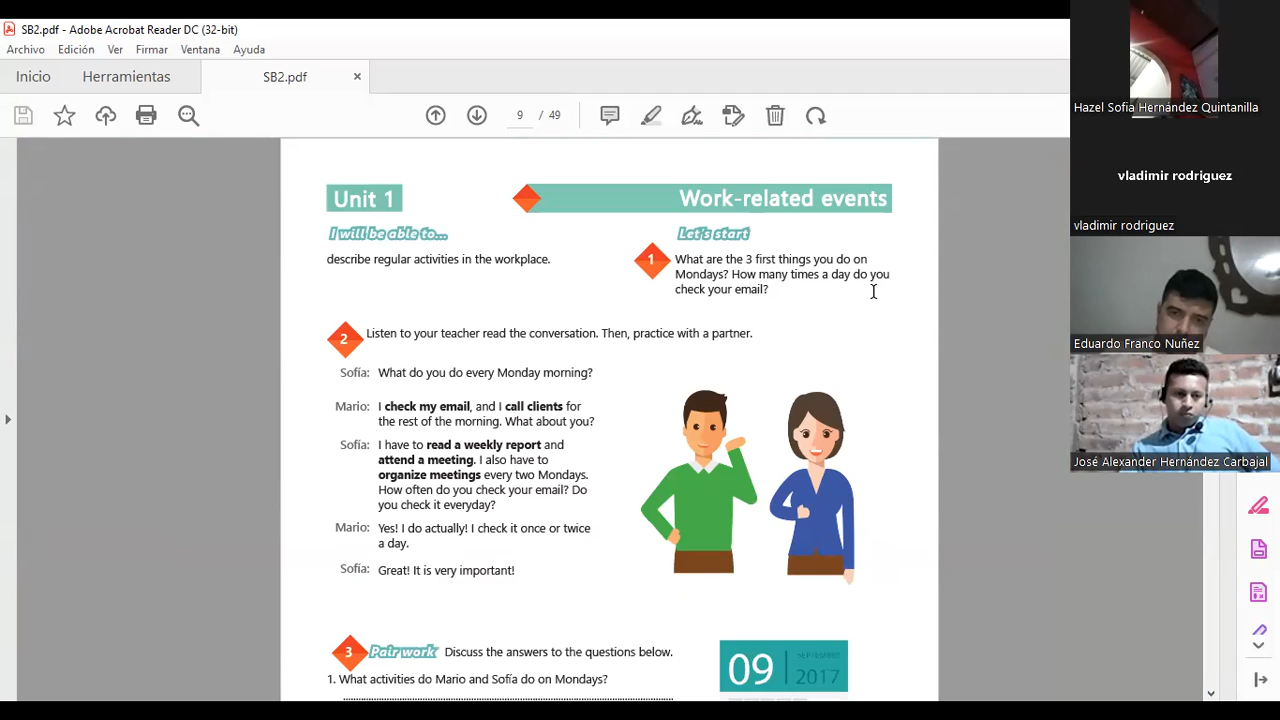 SB2.pdf - Adobe Acrobat Reader DC (32-bit)
Archivo Edición Ver Firmar Ventana Ayuda
Inicio Herramientas SB2.pdf ×
9 / 49
Unit 1
Work-related events
I will be able to...
describe regular activities in the workplace.
Let's start
1
What are the 3 first things you do on
Mondays? How many times a day do you
check your email?
2 Listen to your teacher read the conversation. Then, practice with a partner.
Sofía: What do you do every Monday morning?
Mario: I check my email, and I call clients for
the rest of the morning. What about you?
Sofía: I have to read a weekly report and
attend a meeting. I also have to
organize meetings every two Mondays.
How often do you check your email? Do
you check it everyday?
Mario: Yes! I do actually! I check it once or twice
a day.
Sofía: Great! It is very important!
3 Pair work Discuss the answers to the questions below.
1. What activities do Mario and Sofía do on Mondays?
09 SEPTIEMBRE
2017
Hazel Sofia Hernández Quintanilla
vladimir rodriguez
vladimir rodriguez
Eduardo Franco Nuñez
José Alexander Hernández Carbajal